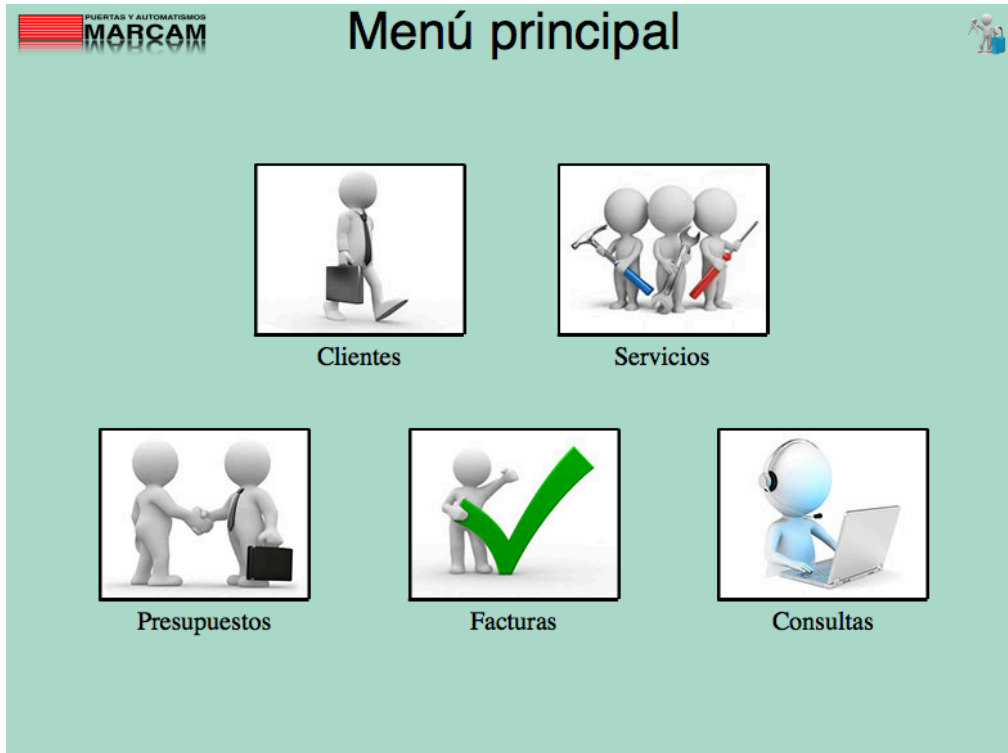 PUERTAS Y AUTOMATISMOS
MARCAM
Menú principal
Clientes
Servicios
Presupuestos
Facturas
Consultas